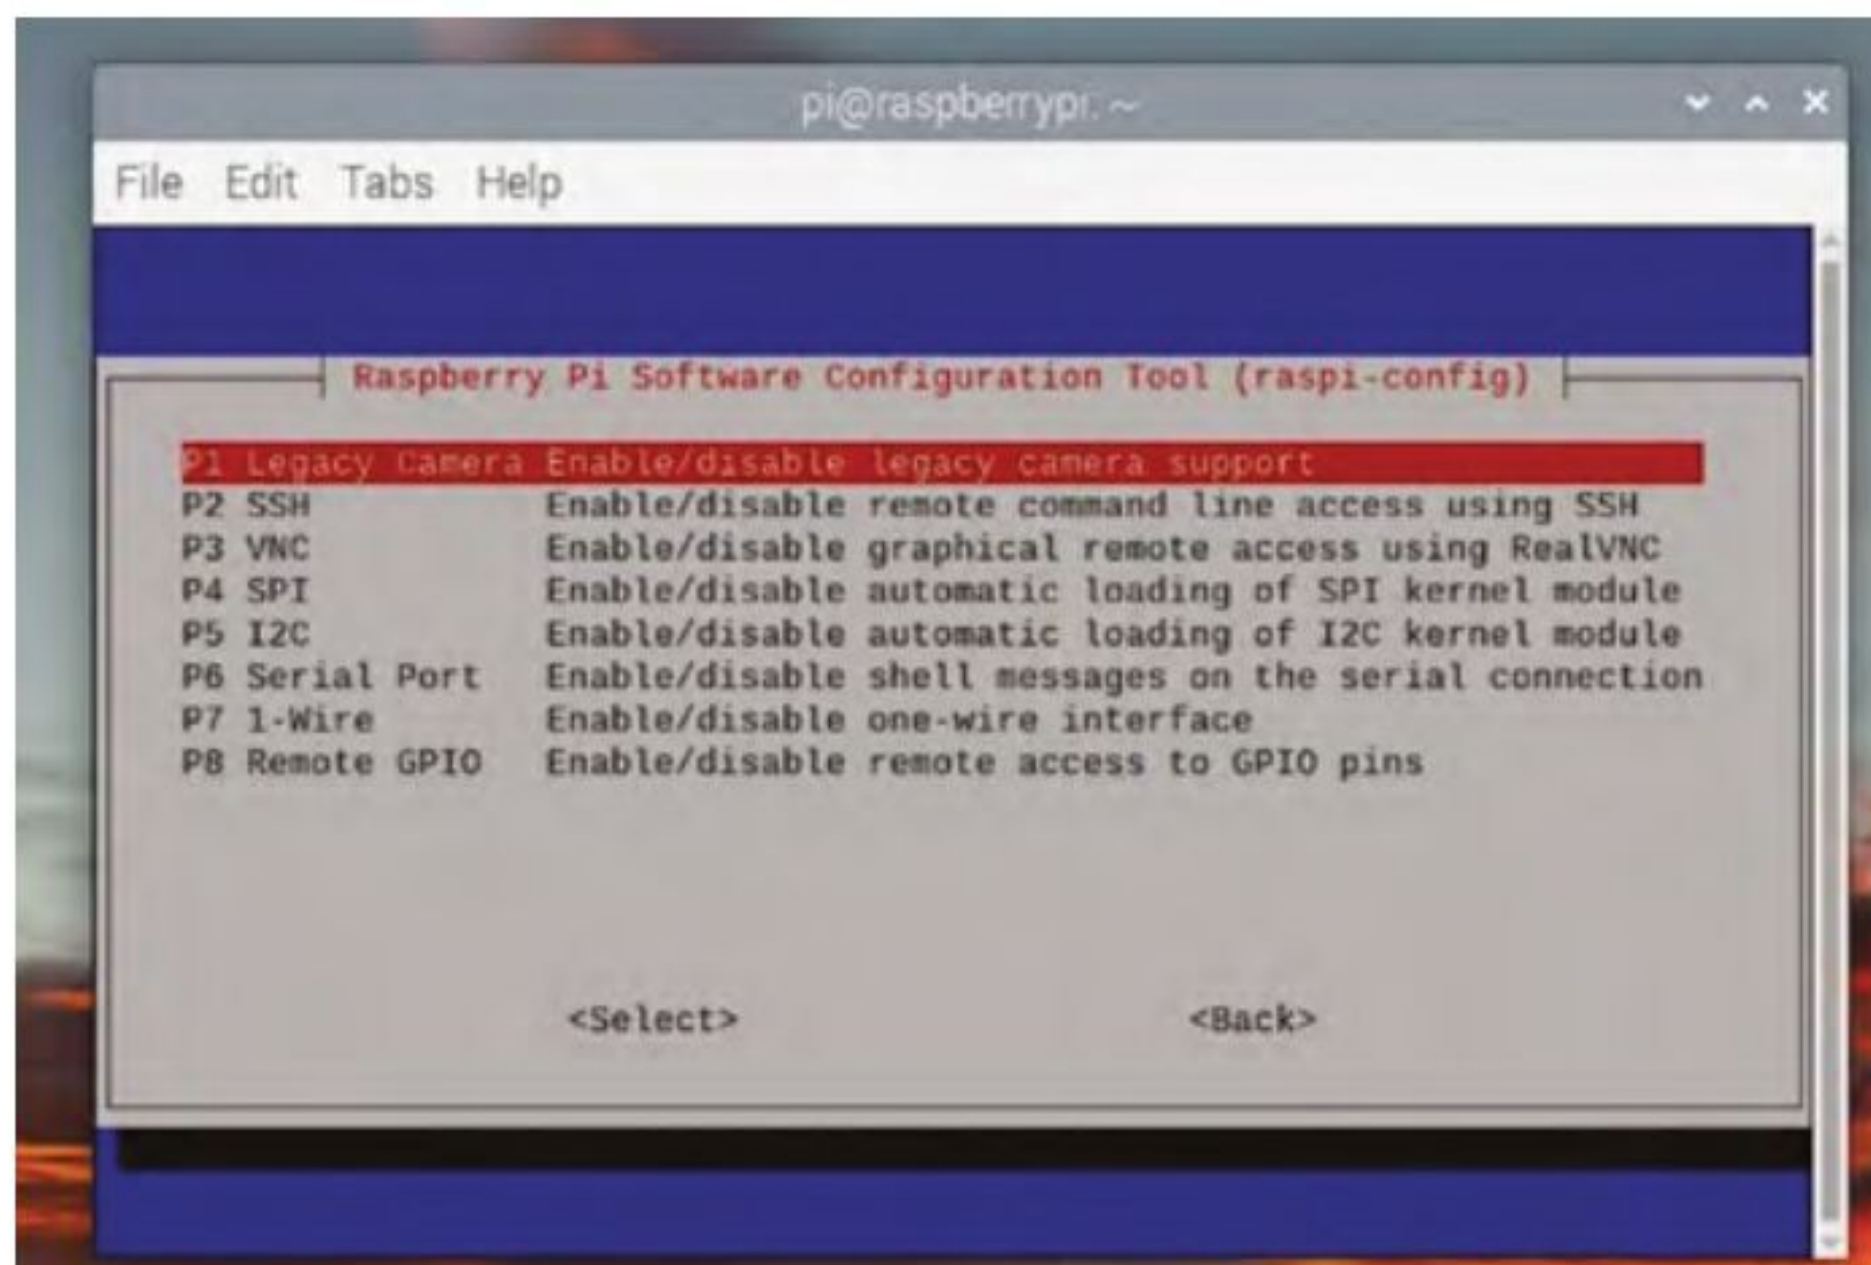 pi@raspberrypi: ~
File Edit Tabs Help
Raspberry Pi Software Configuration Tool (raspi-config)
P1 Legacy Camera Enable/disable legacy camera support
P2 SSH Enable/disable remote command line access using SSH
P3 VNC Enable/disable graphical remote access using RealVNC
P4 SPI Enable/disable automatic loading of SPI kernel module
P5 I2C Enable/disable automatic loading of I2C kernel module
P6 Serial Port Enable/disable shell messages on the serial connection
P7 1-Wire Enable/disable one-wire interface
P8 Remote GPIO Enable/disable remote access to GPIO pins
<Select> <Back>